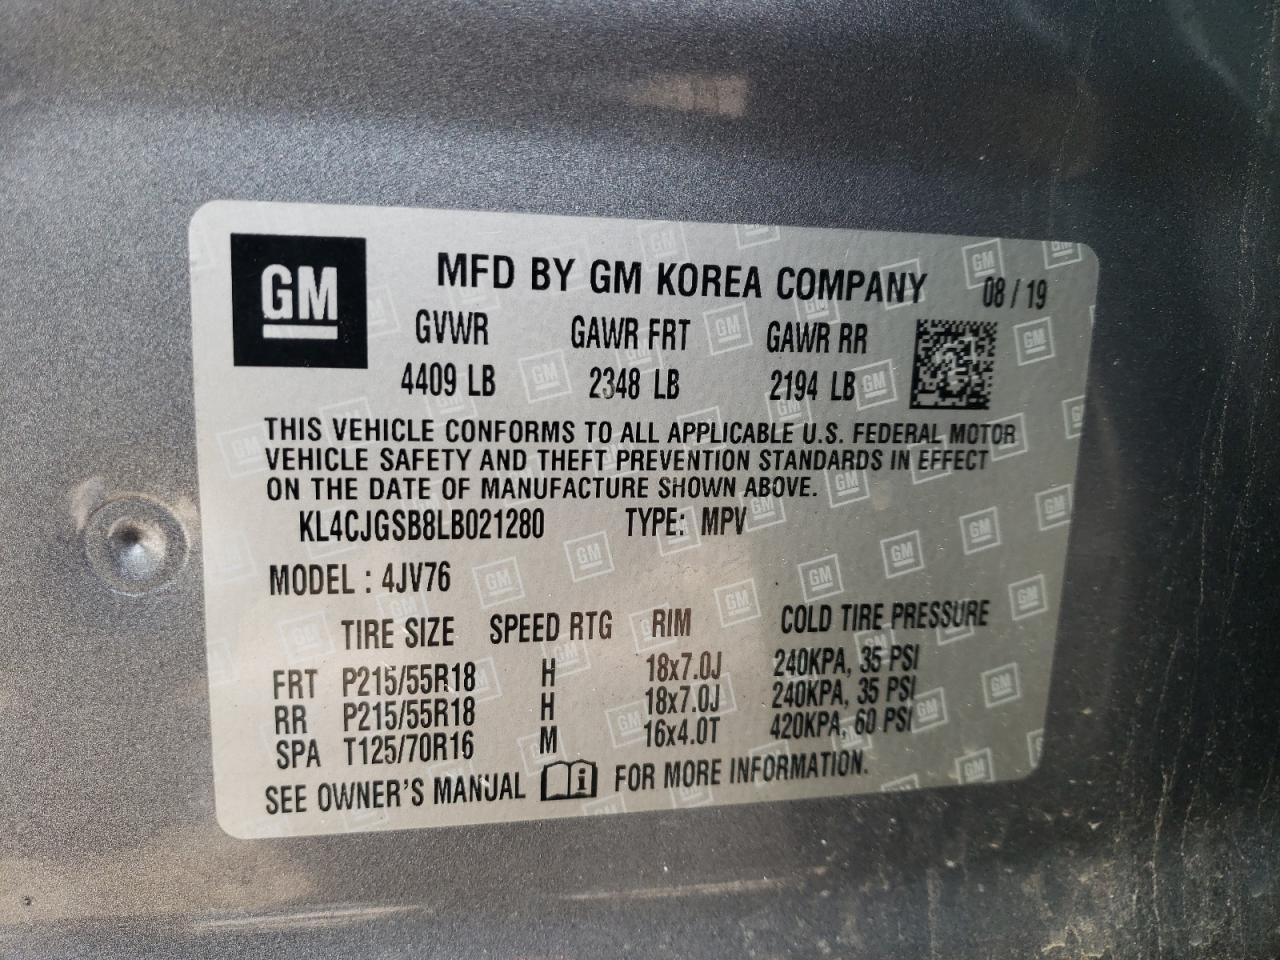 GM
MFD BY GM KOREA COMPANY 08/19
GVWR GAWR FRT GAWR RR
4409 LB 2348 LB 2194 LB
THIS VEHICLE CONFORMS TO ALL APPLICABLE U.S. FEDERAL MOTOR
VEHICLE SAFETY AND THEFT PREVENTION STANDARDS IN EFFECT
ON THE DATE OF MANUFACTURE SHOWN ABOVE.
KL4CJGSB8LB021280 TYPE: MPV
MODEL : 4JV76
TIRE SIZE SPEED RTG RIM COLD TIRE PRESSURE
FRT P215/55R18 H 18x7.0J 240KPA, 35 PSI
RR P215/55R18 H 18x7.0J 240KPA, 35 PSI
SPA T125/70R16 M 16x4.0T 420KPA, 60 PSI
SEE OWNER'S MANUAL i FOR MORE INFORMATION.